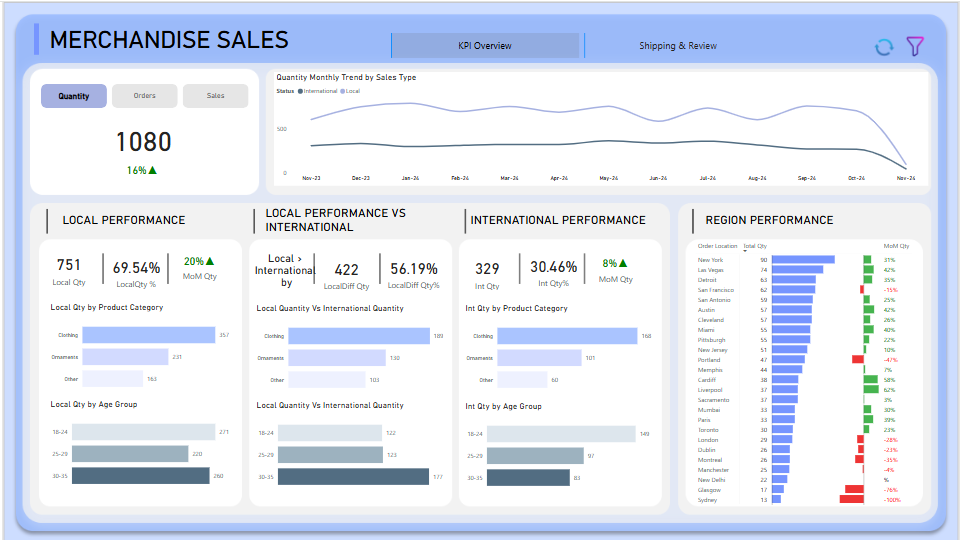 MERCHANDISE SALES
KPI Overview
Shipping & Review
Quantity
Orders
Sales
1080
16%
Quantity Monthly Trend by Sales Type
Status International Local
500
0
Nov-23 Dec-23 Jan-24 Feb-24 Mar-24 Apr-24 May-24 Jun-24 Jul-24 Aug-24 Sep-24 Oct-24 Nov-24
LOCAL PERFORMANCE
751
Local Qty
69.54%
LocalQty %
20%
MoM Qty
Local Qty by Product Category
Clothing 357
Ornaments 231
Other 163
Local Qty by Age Group
18-24 271
25-29 220
30-35 260
LOCAL PERFORMANCE VS
INTERNATIONAL
Local >
International
by
422
LocalDiff Qty
56.19%
LocalDiff Qty%
Local Quantity Vs International Quantity
Clothing 189
Ornaments 130
Other 103
Local Quantity Vs International Quantity
18-24 122
25-29 123
30-35 177
INTERNATIONAL PERFORMANCE
329
Int Qty
30.46%
Int Qty%
8%
MoM Qty
Int Qty by Product Category
Clothing 168
Ornaments 101
Other 60
Int Qty by Age Group
18-24 149
25-29 97
30-35 83
REGION PERFORMANCE
Order Location Total Qty MoM Qty
New York 90 31%
Las Vegas 74 42%
Detroit 63 35%
San Francisco 62 -15%
San Antonio 59 25%
Austin 57 42%
Cleveland 57 26%
Miami 55 40%
Pittsburgh 55 22%
New Jersey 51 10%
Portland 47 -47%
Memphis 44 7%
Cardiff 38 58%
Liverpool 37 62%
Sacramento 37 3%
Mumbai 33 30%
Paris 33 39%
Toronto 30 23%
London 29 -28%
Dublin 26 -23%
Montreal 26 -35%
Manchester 25 -4%
New Delhi 22 %
Glasgow 17 -76%
Sydney 13 -100%